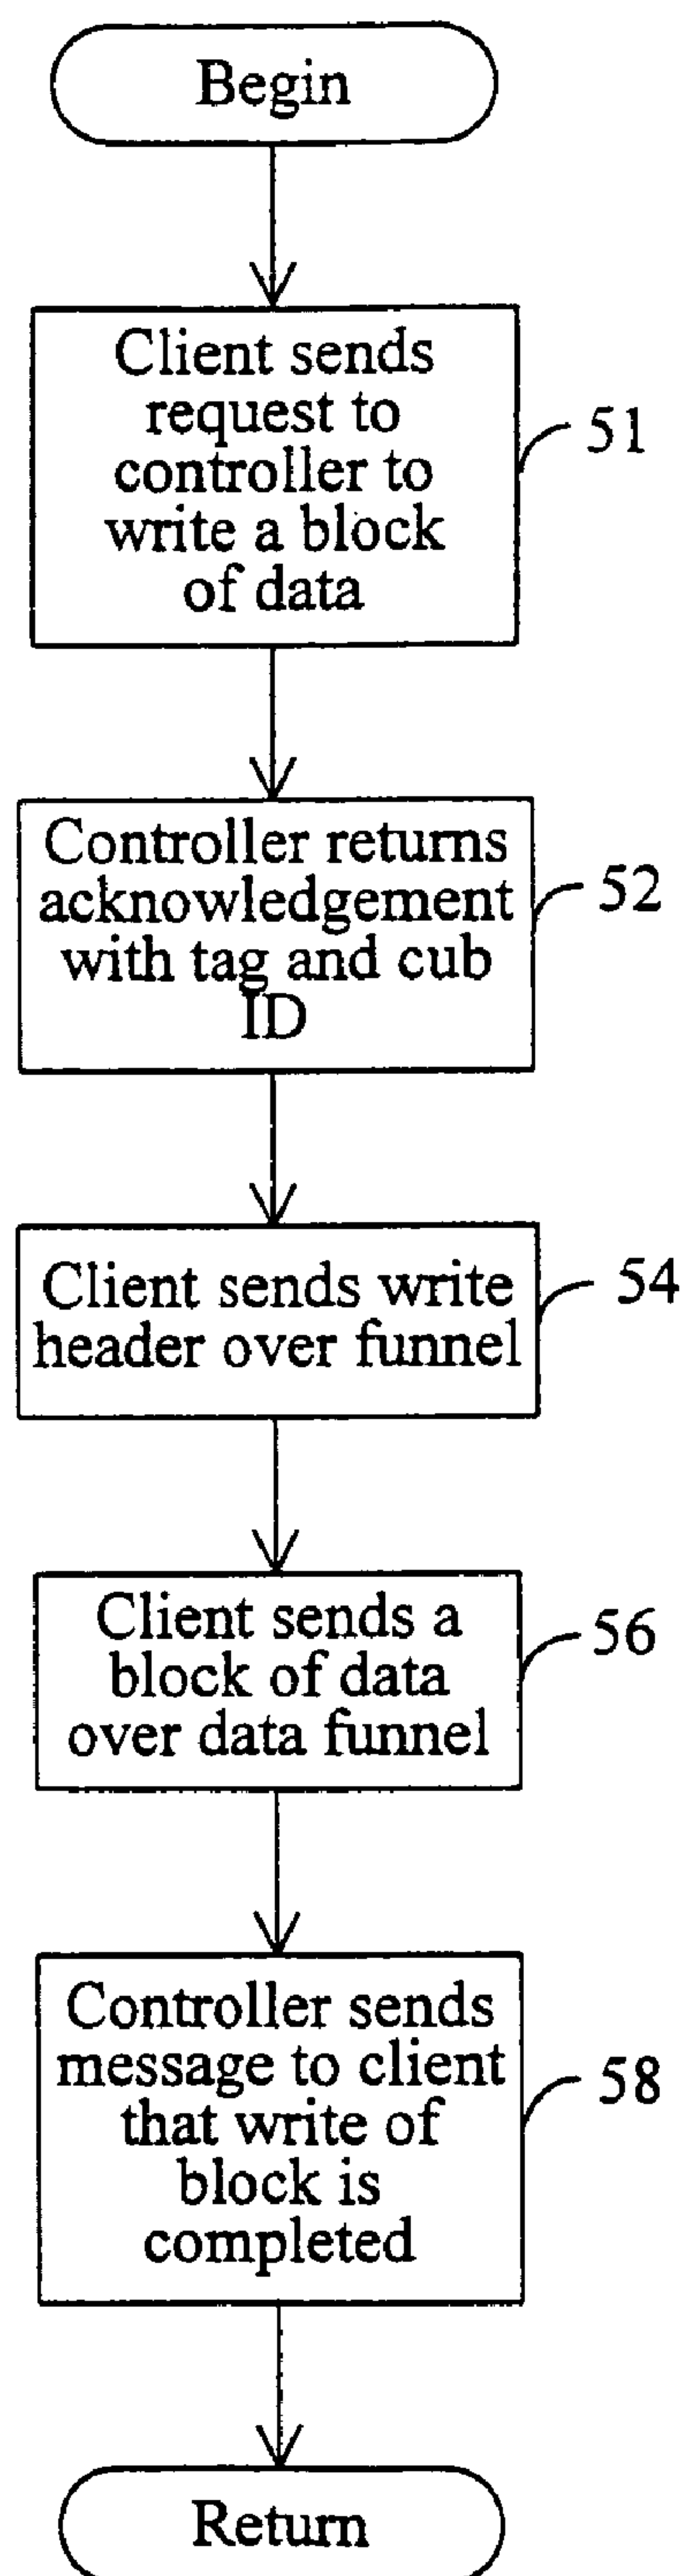 Begin
Client sends
request to
controller to
write a block
of data
51
Controller returns
acknowledgement
with tag and cub
ID
52
Client sends write
header over funnel
54
Client sends a
block of data
over data funnel
56
Controller sends
message to client
that write of
block is
completed
58
Return